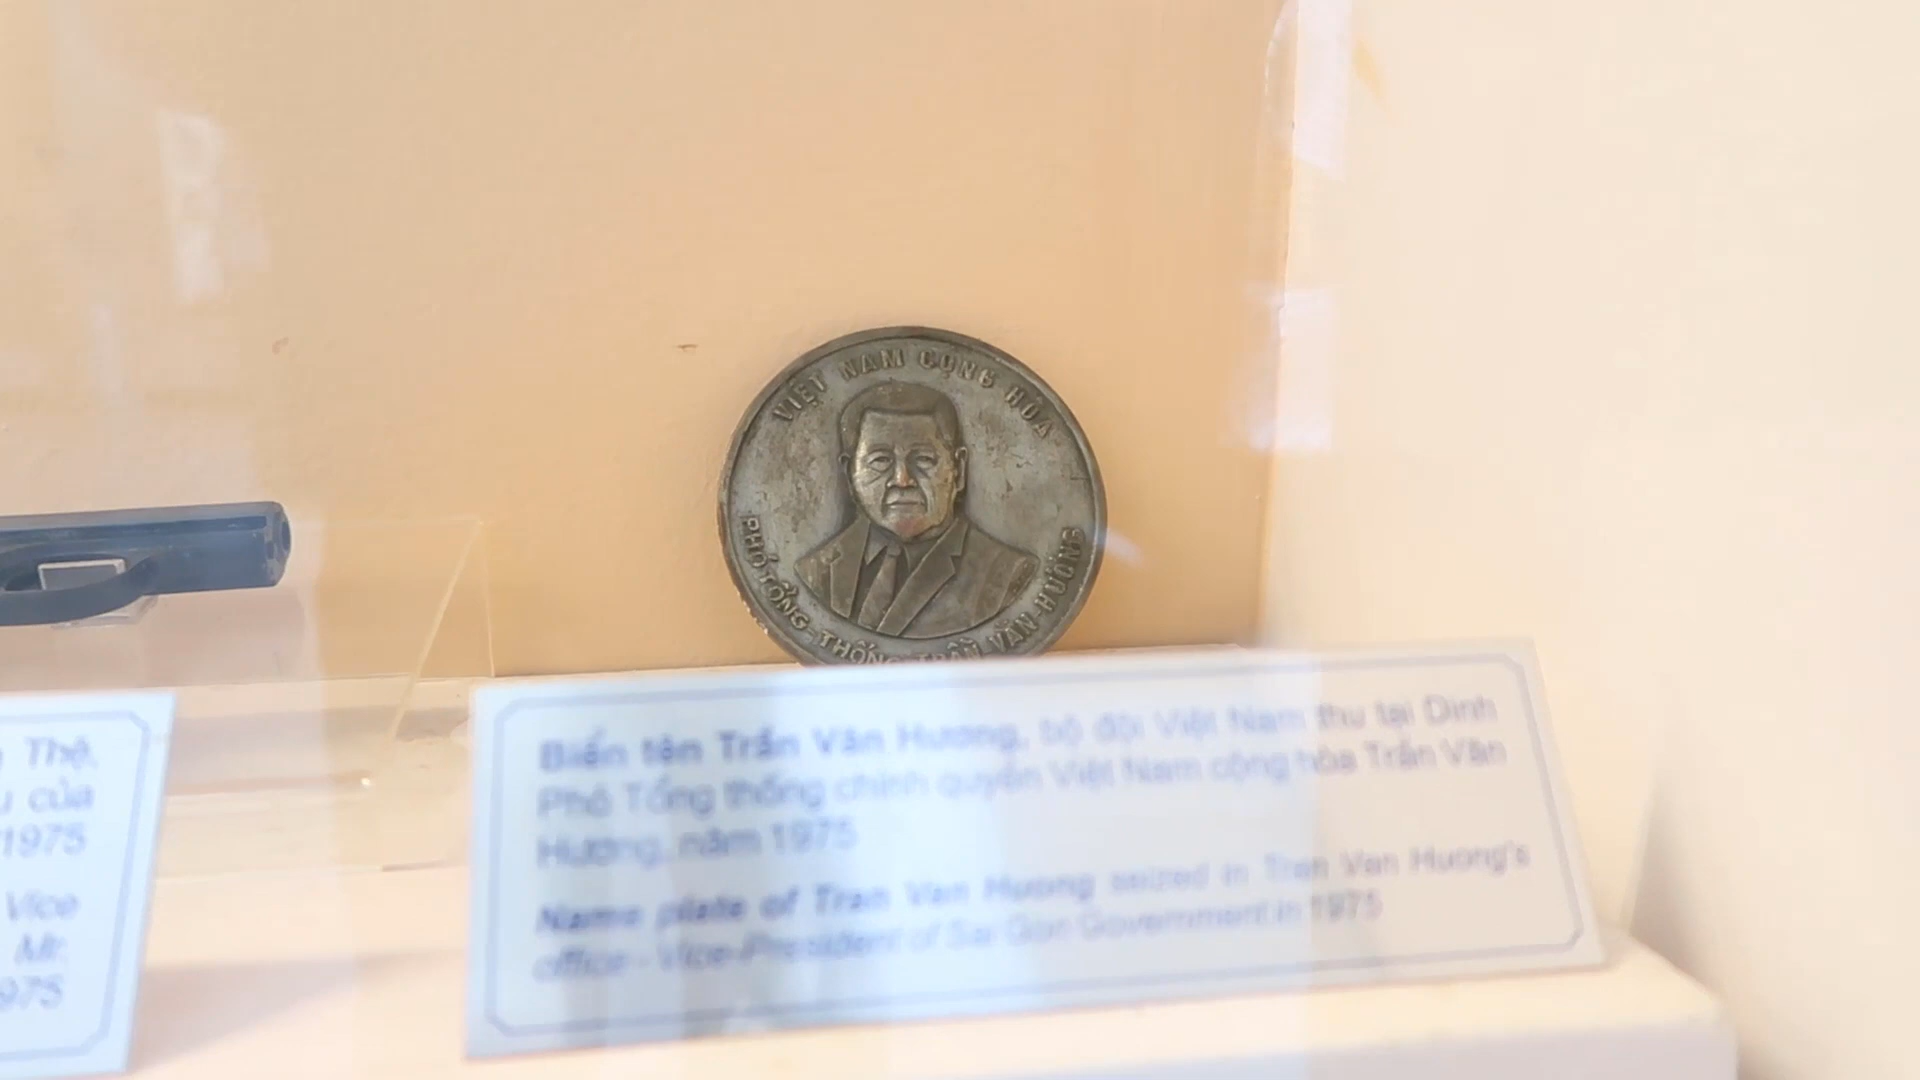 VIỆT NAM CỘNG HÒA
PHÓ TỔNG-THỐNG TRẦN VĂN-HƯƠNG
Thệ,
của
1975
Vice
Mr.
975
Biển tên Trần Văn Hương, bộ đội Việt Nam thu tại Dinh
Phó Tổng thống chính quyền Việt Nam cộng hòa Trần Văn
Hương, năm 1975
Name plate of Tran Van Huong seized in Tran Van Huong's
office - Vice-President of Sai Gon Government in 1975